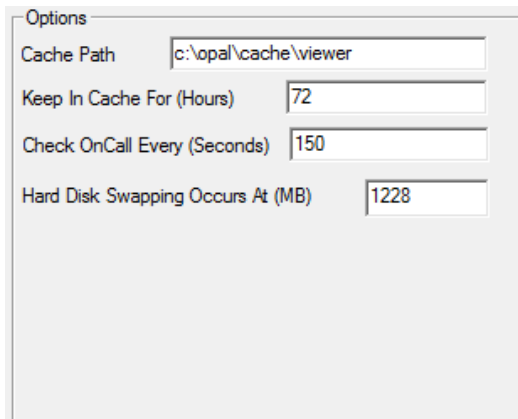 Options
Cache Path c:\opal\cache\viewer
Keep In Cache For (Hours) 72
Check OnCall Every (Seconds) 150
Hard Disk Swapping Occurs At (MB) 1228